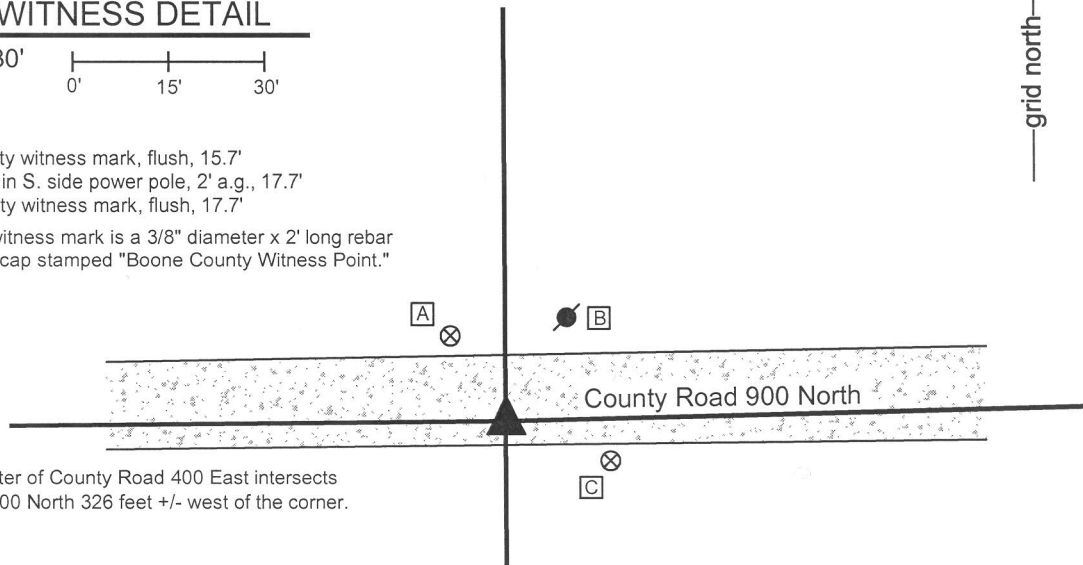 WITNESS DETAIL
30'
0' 15' 30'
ty witness mark, flush, 15.7'
in S. side power pole, 2' a.g., 17.7'
ty witness mark, flush, 17.7'
witness mark is a 3/8" diameter x 2' long rebar
cap stamped "Boone County Witness Point."
grid north
A
B
County Road 900 North
C
ter of County Road 400 East intersects
00 North 326 feet +/- west of the corner.